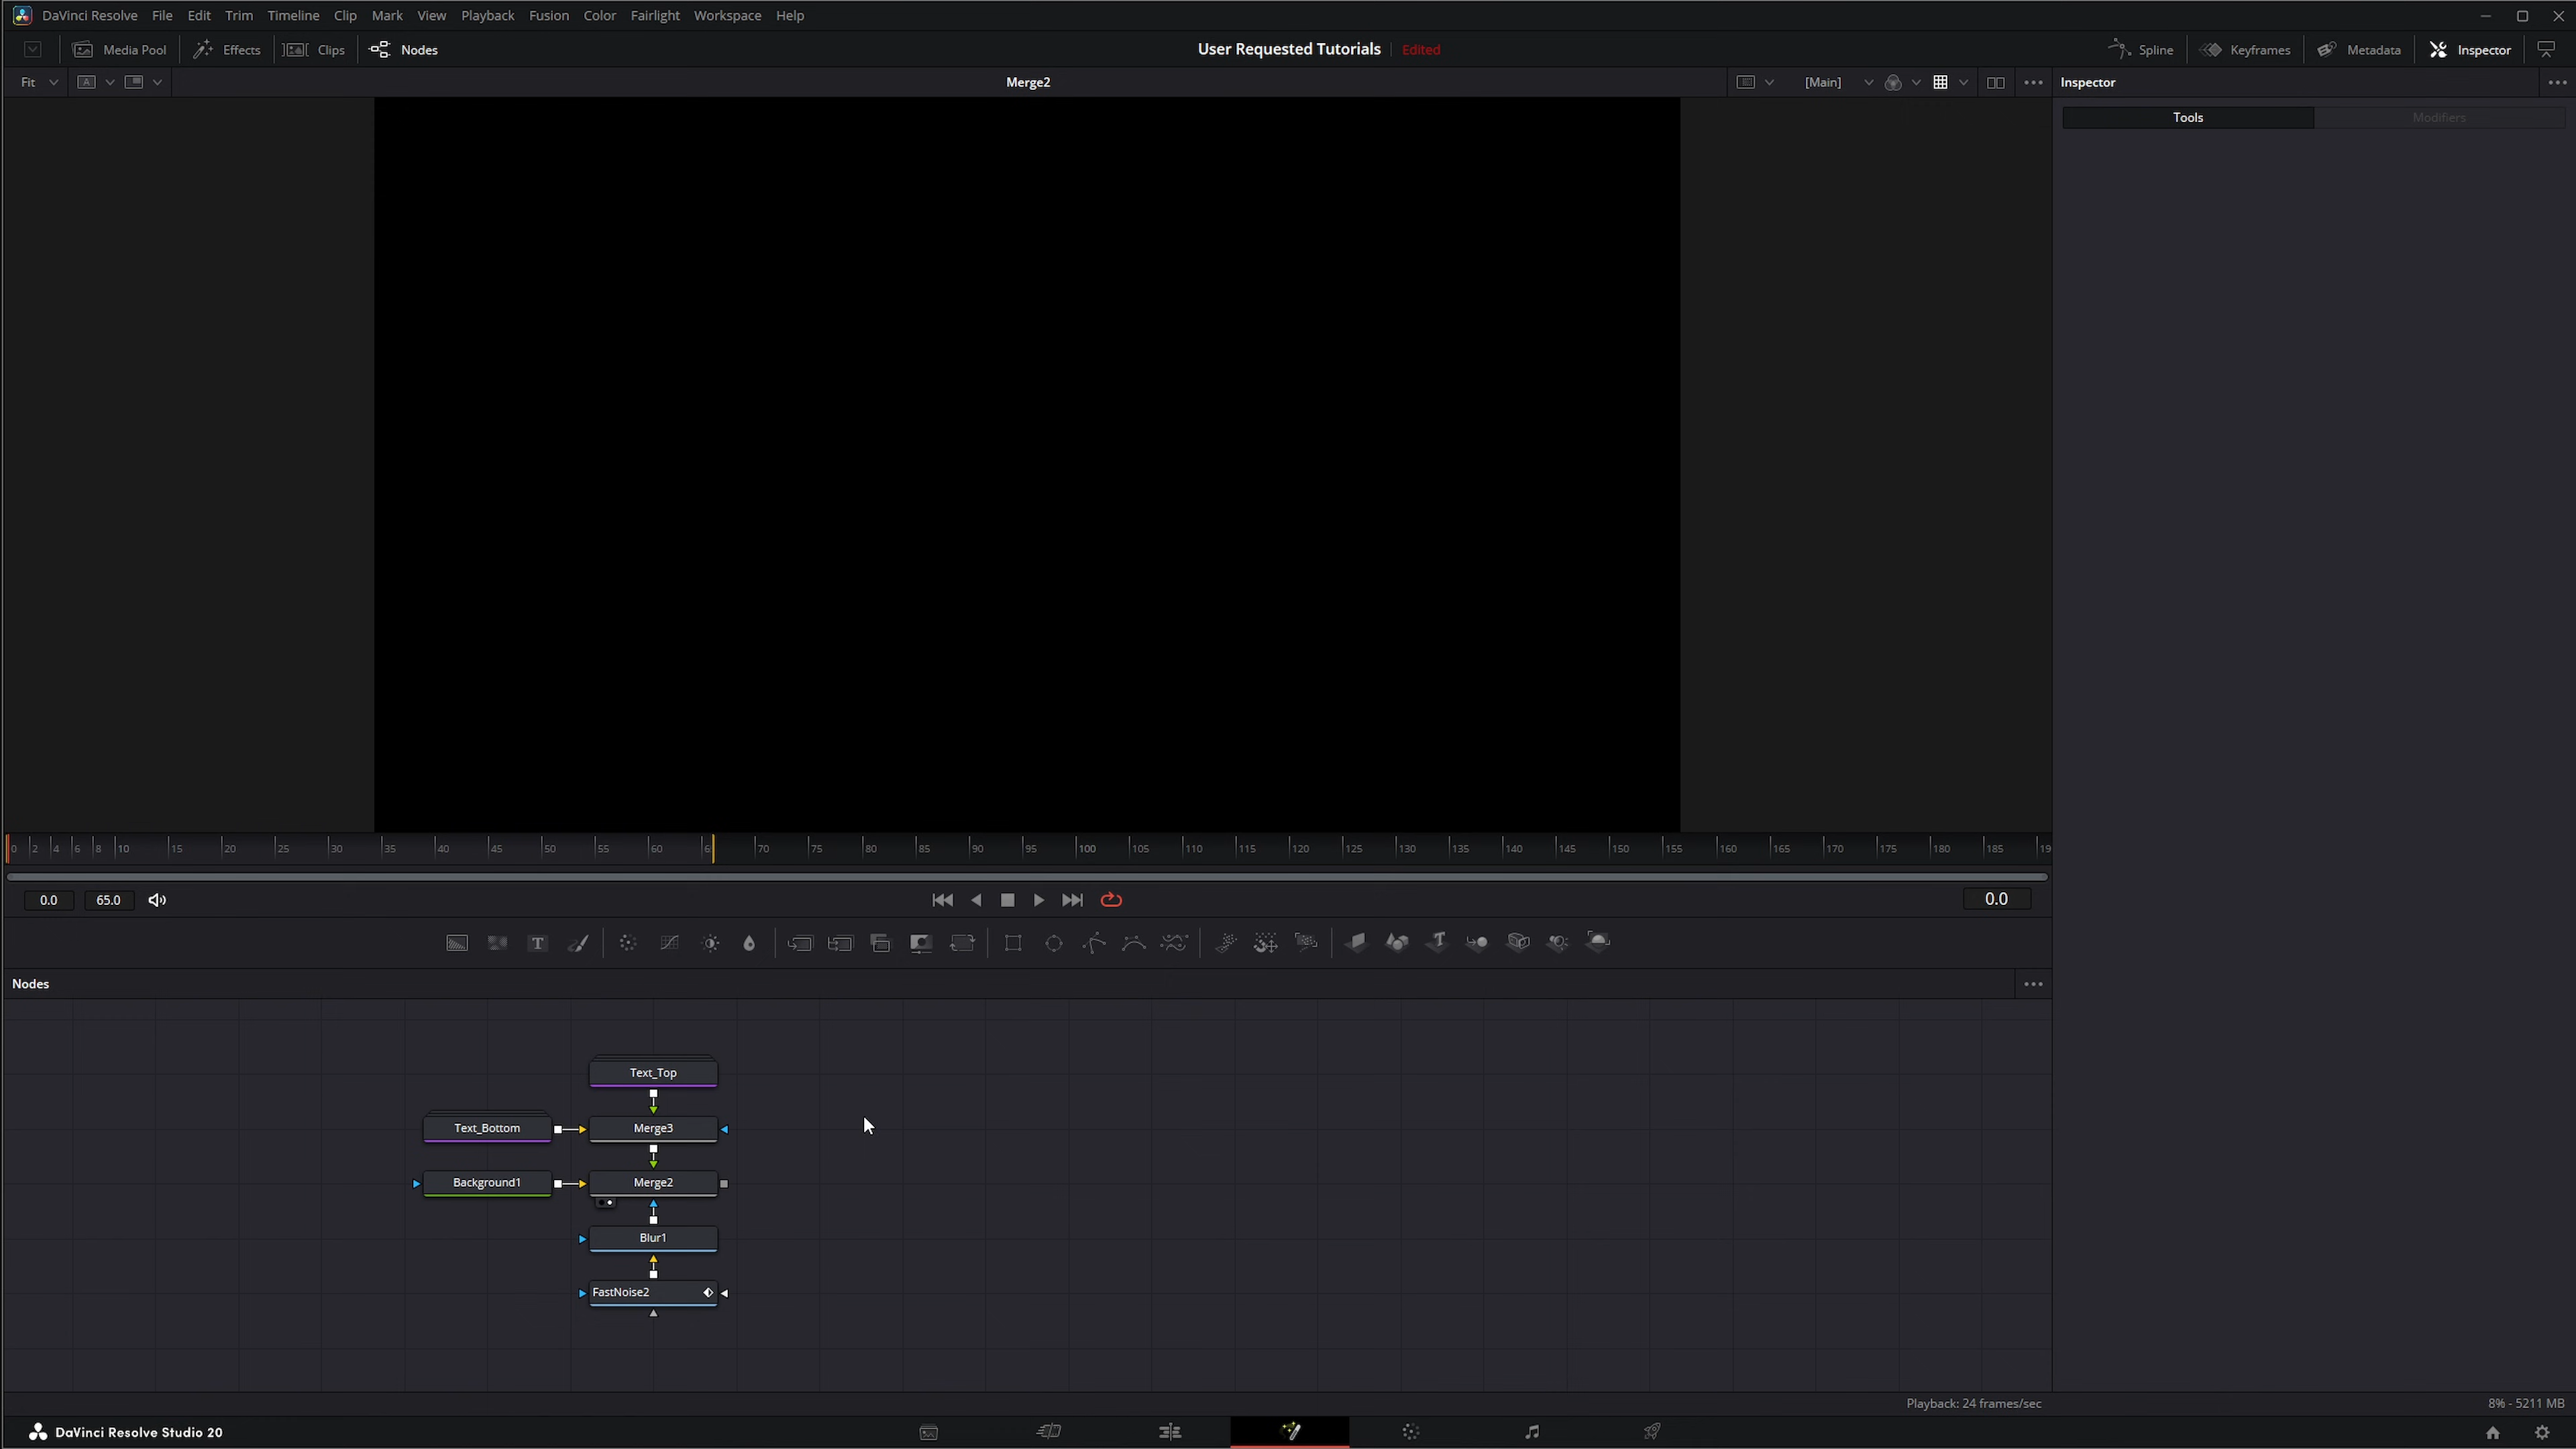 DaVinci Resolve File Edit Trim Timeline Clip Mark View Playback Fusion Color Fairlight Workspace Help
Media Pool Effects Clips Nodes User Requested Tutorials Edited Spline Keyframes Metadata Inspector
Fit A Merge2 [Main] Inspector
Tools Modifiers
0 2 4 6 8 10 15 20 25 30 35 40 45 50 55 60 6 70 75 80 85 90 95 100 105 110 115 120 125 130 135 140 145 150 155 160 165 170 175 180 185 19
0.0 65.0 0.0
T T
Nodes
Text_Top
Text_Bottom Merge3
Background1 Merge2
Blur1
FastNoise2
Playback: 24 frames/sec 8% - 5211 MB
DaVinci Resolve Studio 20